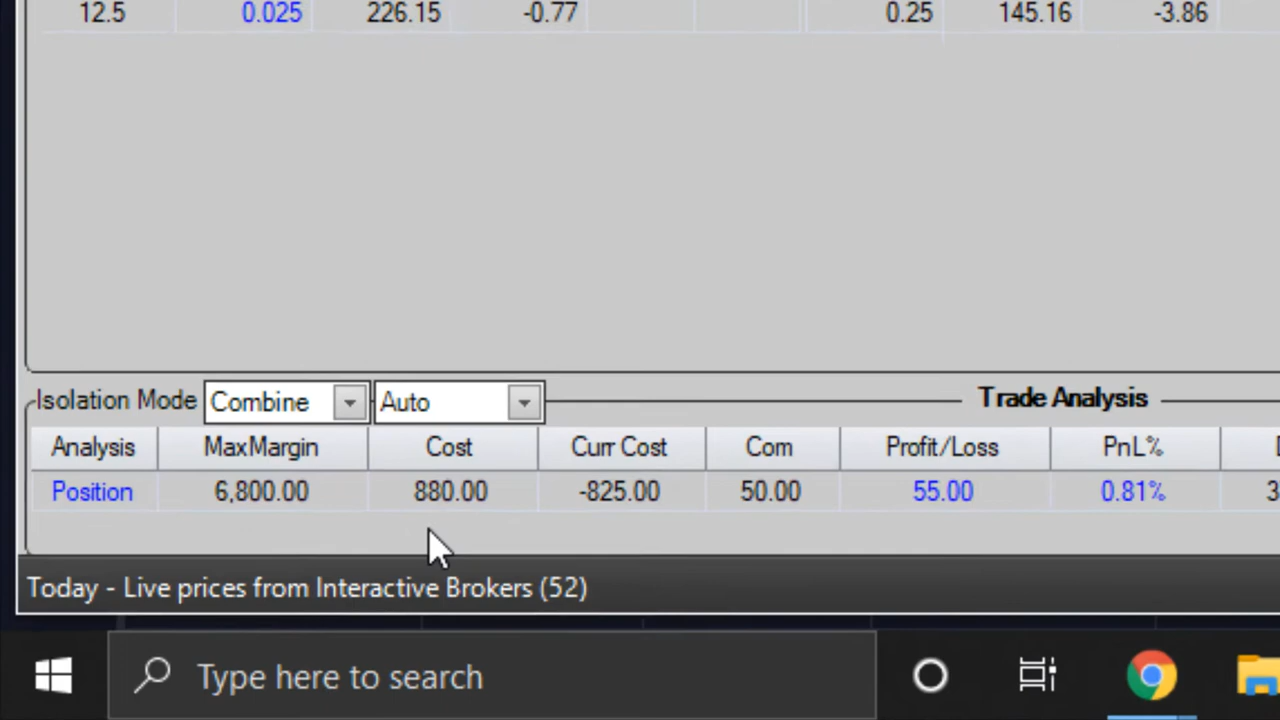 12.5 0.025 226.15 -0.77 0.25 145.16 -3.86
Isolation Mode Combine Auto Trade Analysis
Analysis MaxMargin Cost Curr Cost Com Profit/Loss PnL%
Position 6,800.00 880.00 -825.00 50.00 55.00 0.81% 3
Today - Live prices from Interactive Brokers (52)
Type here to search